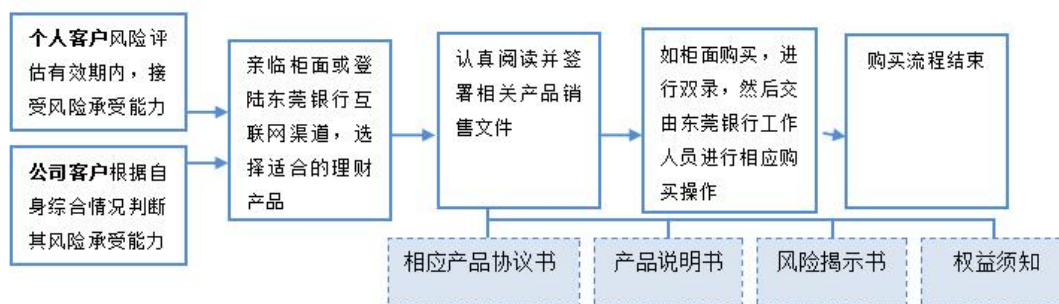 个人客户风险评
估有效期内，接
受风险承受能力
公司客户根据自
身综合情况判断
其风险承受能力
亲临柜面或登
陆东莞银行互
联网渠道，选
择适合的理财
产品
认真阅读并签
署相关产品销
售文件
如柜面购买，进
行双录，然后交
由东莞银行工作
人员进行相应购
买操作
购买流程结束
相应产品协议书
产品说明书
风险揭示书
权益须知